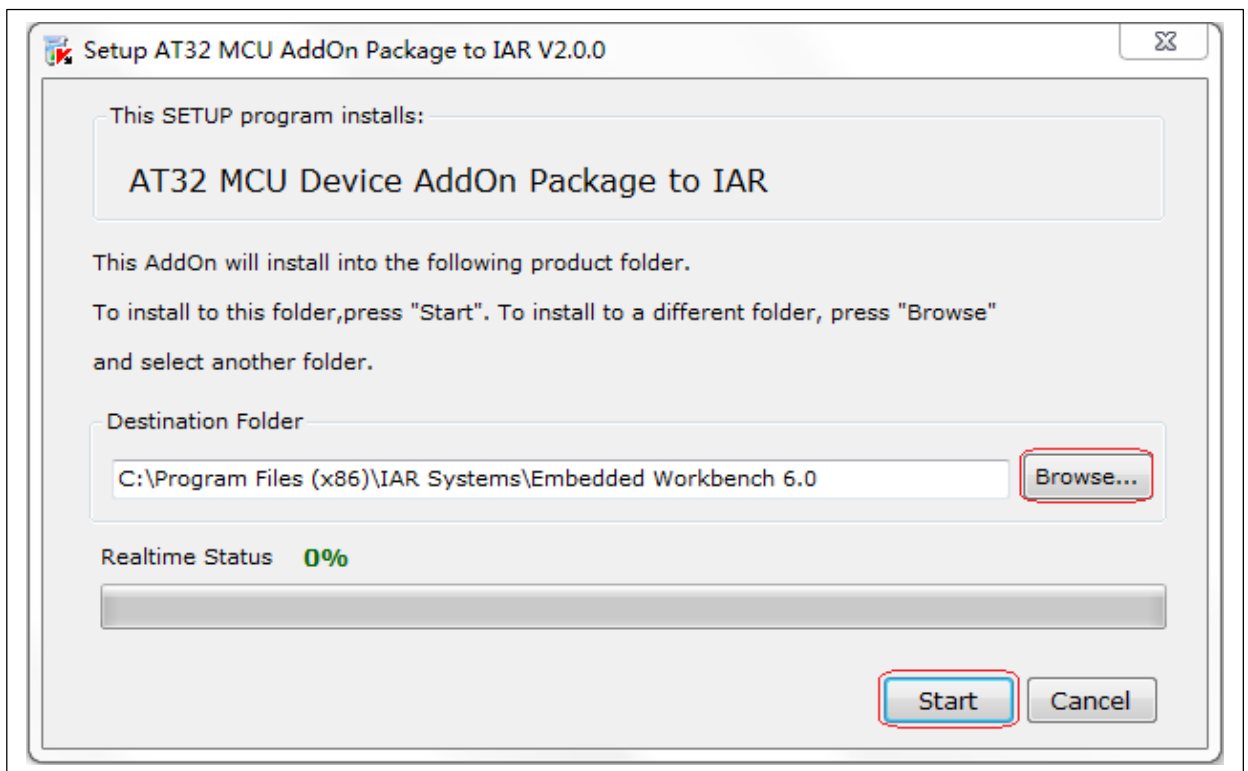 Setup AT32 MCU AddOn Package to IAR V2.0.0
This SETUP program installs:
AT32 MCU Device AddOn Package to IAR
This AddOn will install into the following product folder.
To install to this folder,press "Start". To install to a different folder, press "Browse"
and select another folder.
Destination Folder
C:\Program Files (x86)\IAR Systems\Embedded Workbench 6.0
Browse...
Realtime Status 0%
Start Cancel